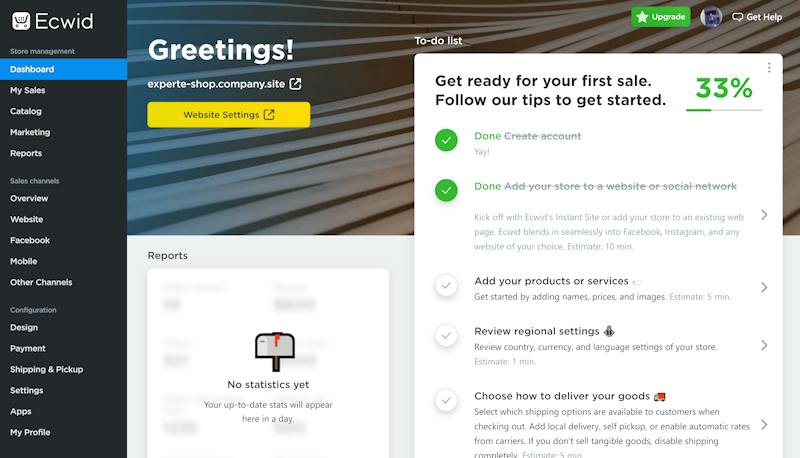 Ecwid
Store management
Dashboard
My Sales
Catalog
Marketing
Reports
Sales channels
Overview
Website
Facebook
Mobile
Other Channels
Configuration
Design
Payment
Shipping & Pickup
Settings
Apps
My Profile
Upgrade
Get Help
Greetings!
experte-shop.company.site
Website Settings
Reports
No statistics yet
Your up-to-date stats will appear
here in a day.
To-do list
Get ready for your first sale.
Follow our tips to get started.
33%
Done Create account
Yay!
Done Add your store to a website or social network
Kick off with Ecwid's Instant Site or add your store to an existing web
page. Ecwid blends in seamlessly into Facebook, Instagram, and any
website of your choice. Estimate: 10 min.
Add your products or services
Get started by adding names, prices, and images. Estimate: 5 min.
Review regional settings
Review country, currency, and language settings of your store.
Estimate: 1 min.
Choose how to deliver your goods
Select which shipping options are available to customers when
checking out. Add local delivery, self pickup, or enable automatic rates
from carriers. If you don't sell tangible goods, disable shipping
completely. Estimate: 5 min.